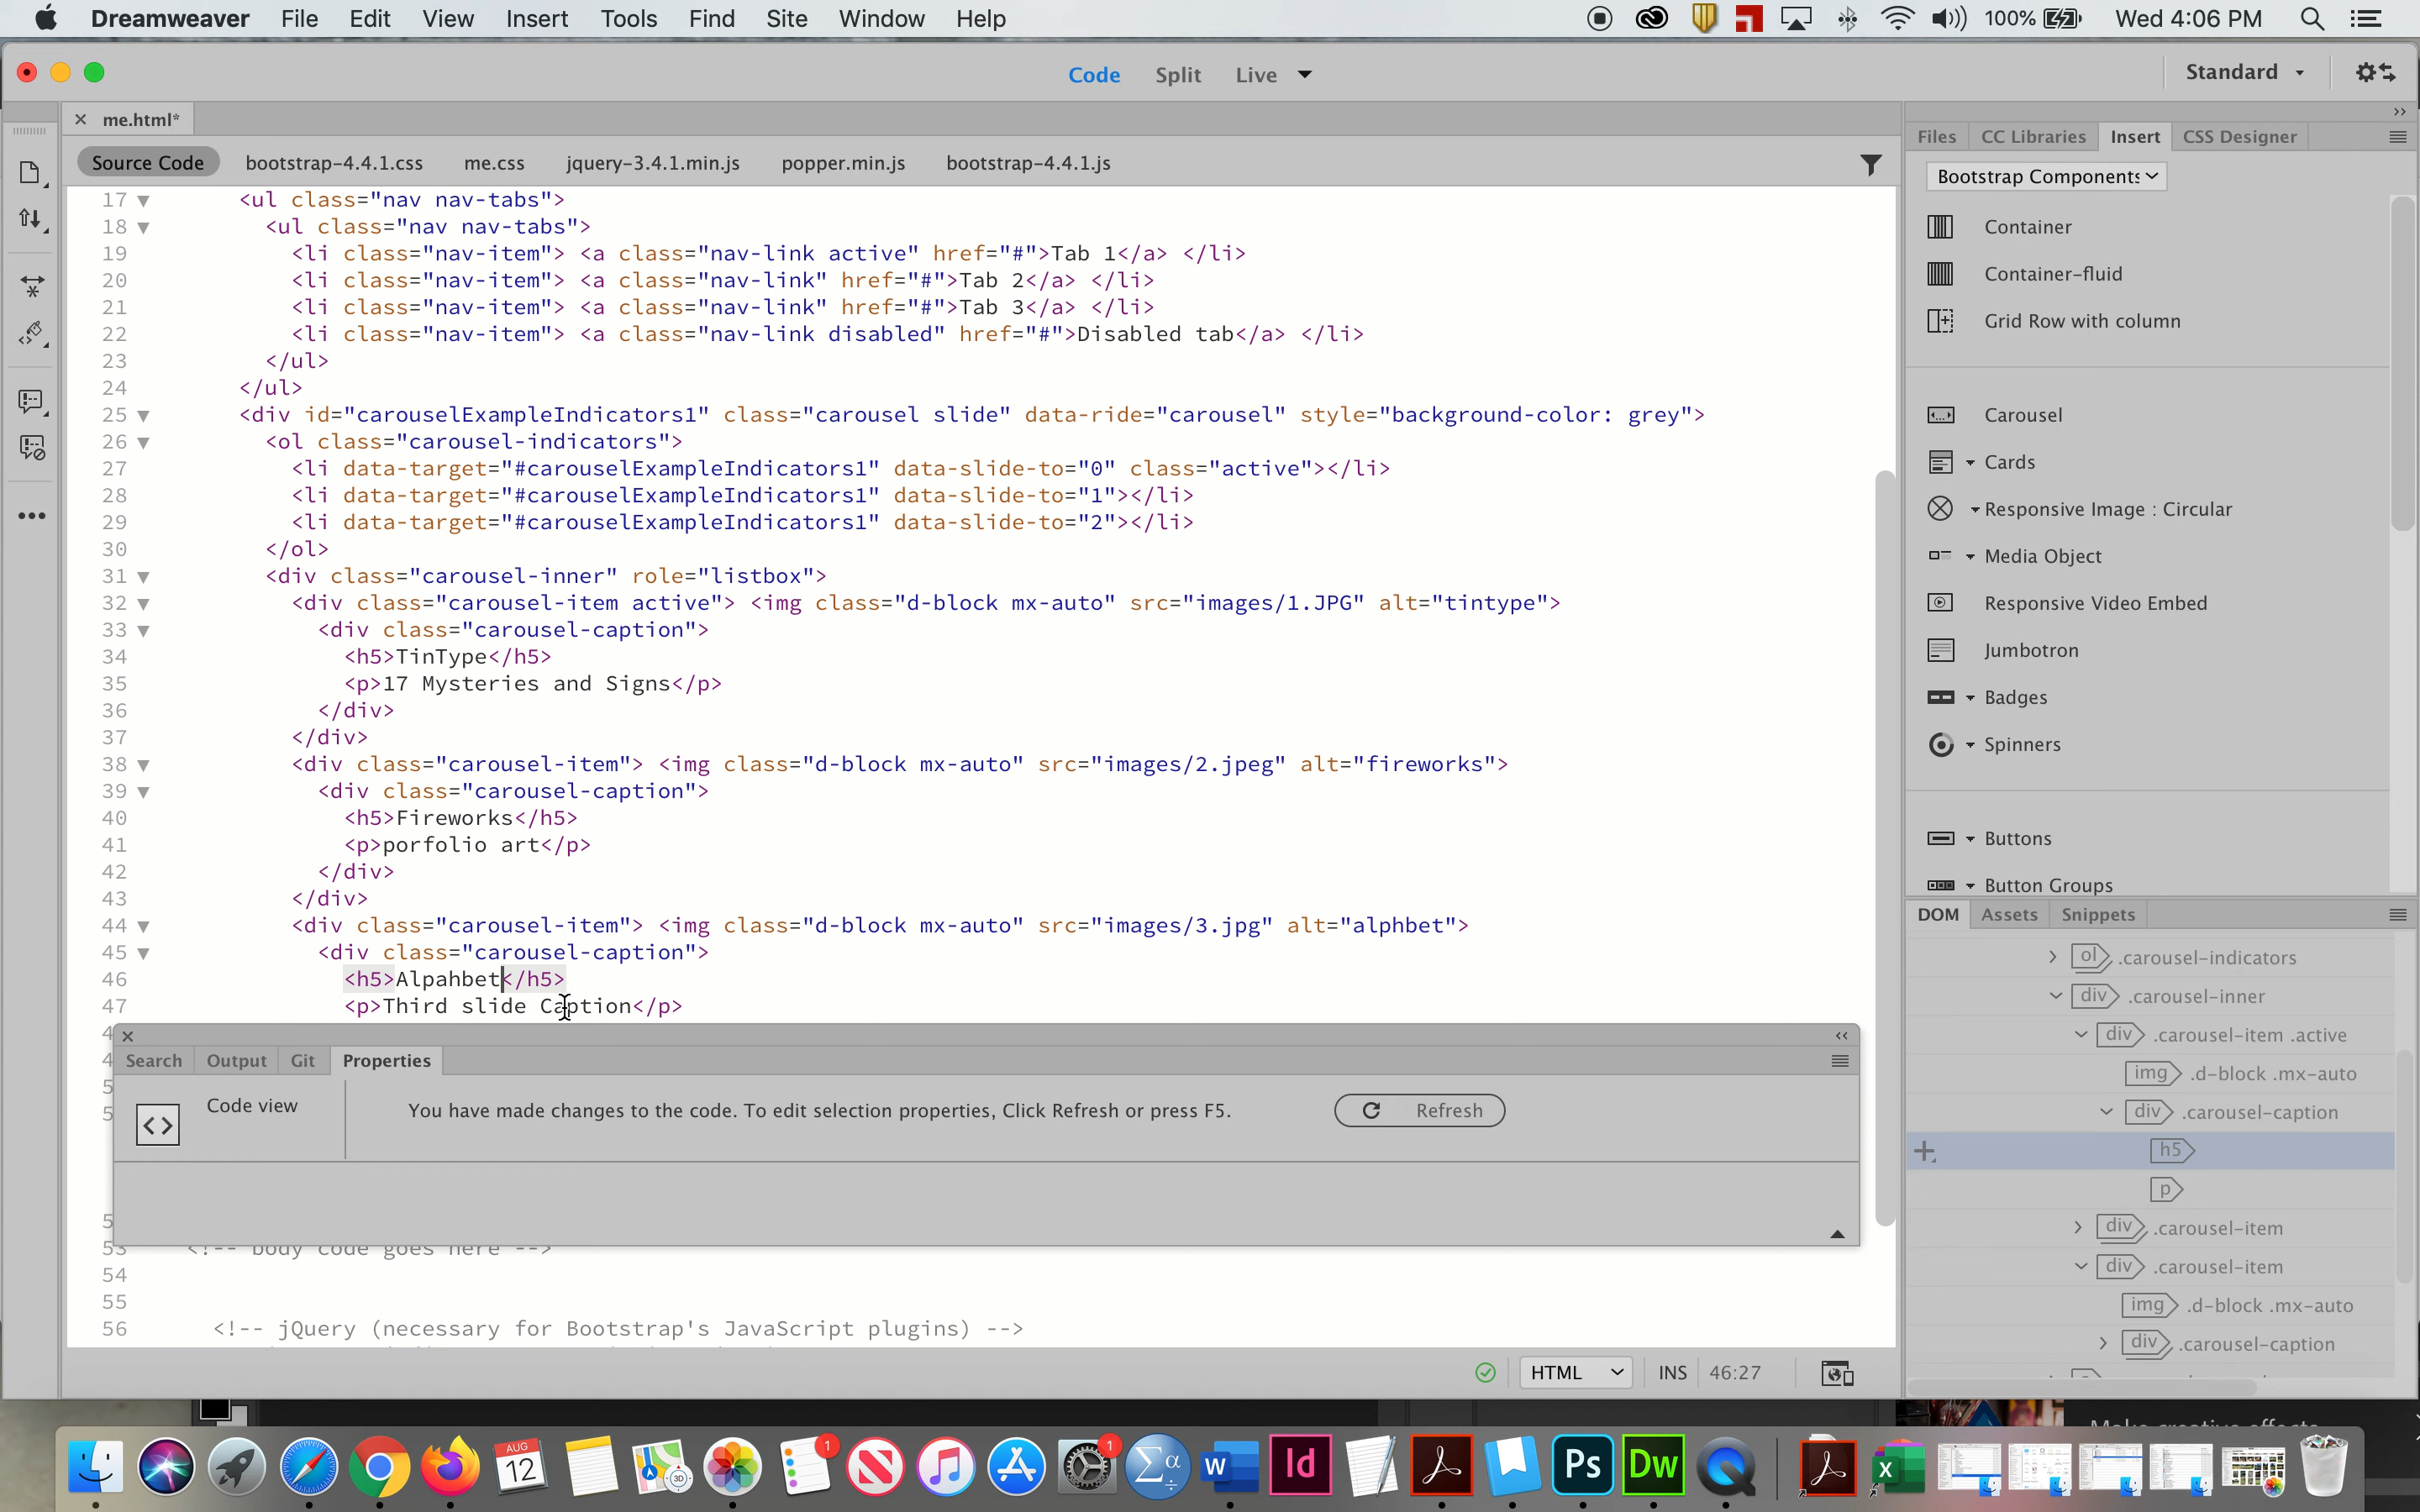 Dreamweaver File Edit View Insert Tools Find Site Window Help 100% Wed 4:06 PM
Code Split Live Standard
me.html*
Source Code bootstrap-4.4.1.css me.css jquery-3.4.1.min.js popper.min.js bootstrap-4.4.1.js
17 <ul class="nav nav-tabs">
18 <ul class="nav nav-tabs">
19 <li class="nav-item"> <a class="nav-link active" href="#">Tab 1</a> </li>
20 <li class="nav-item"> <a class="nav-link" href="#">Tab 2</a> </li>
21 <li class="nav-item"> <a class="nav-link" href="#">Tab 3</a> </li>
22 <li class="nav-item"> <a class="nav-link disabled" href="#">Disabled tab</a> </li>
23 </ul>
24 </ul>
25 <div id="carouselExampleIndicators1" class="carousel slide" data-ride="carousel" style="background-color: grey">
26 <ol class="carousel-indicators">
27 <li data-target="#carouselExampleIndicators1" data-slide-to="0" class="active"></li>
28 <li data-target="#carouselExampleIndicators1" data-slide-to="1"></li>
29 <li data-target="#carouselExampleIndicators1" data-slide-to="2"></li>
30 </ol>
31 <div class="carousel-inner" role="listbox">
32 <div class="carousel-item active"> <img class="d-block mx-auto" src="images/1.JPG" alt="tintype">
33 <div class="carousel-caption">
34 <h5>TinType</h5>
35 <p>17 Mysteries and Signs</p>
36 </div>
37 </div>
38 <div class="carousel-item"> <img class="d-block mx-auto" src="images/2.jpeg" alt="fireworks">
39 <div class="carousel-caption">
40 <h5>Fireworks</h5>
41 <p>porfolio art</p>
42 </div>
43 </div>
44 <div class="carousel-item"> <img class="d-block mx-auto" src="images/3.jpg" alt="alphbet">
45 <div class="carousel-caption">
46 <h5>Alpahbet</h5>
47 <p>Third slide Caption</p>
Search Output Git Properties
Code view
You have made changes to the code. To edit selection properties, Click Refresh or press F5.
Refresh
53 <!-- body code goes here -->
54
55
56 <!-- jQuery (necessary for Bootstrap's JavaScript plugins) -->
HTML INS 46:27
Files CC Libraries Insert CSS Designer
Bootstrap Components
Container
Container-fluid
Grid Row with column
Carousel
Cards
Responsive Image : Circular
Media Object
Responsive Video Embed
Jumbotron
Badges
Spinners
Buttons
Button Groups
DOM Assets Snippets
ol .carousel-indicators
div .carousel-inner
div .carousel-item .active
img .d-block .mx-auto
div .carousel-caption
h5
p
div .carousel-item
div .carousel-item
img .d-block .mx-auto
div .carousel-caption
AUG
12
3D
1
1
W
Id
Ps
Dw
X